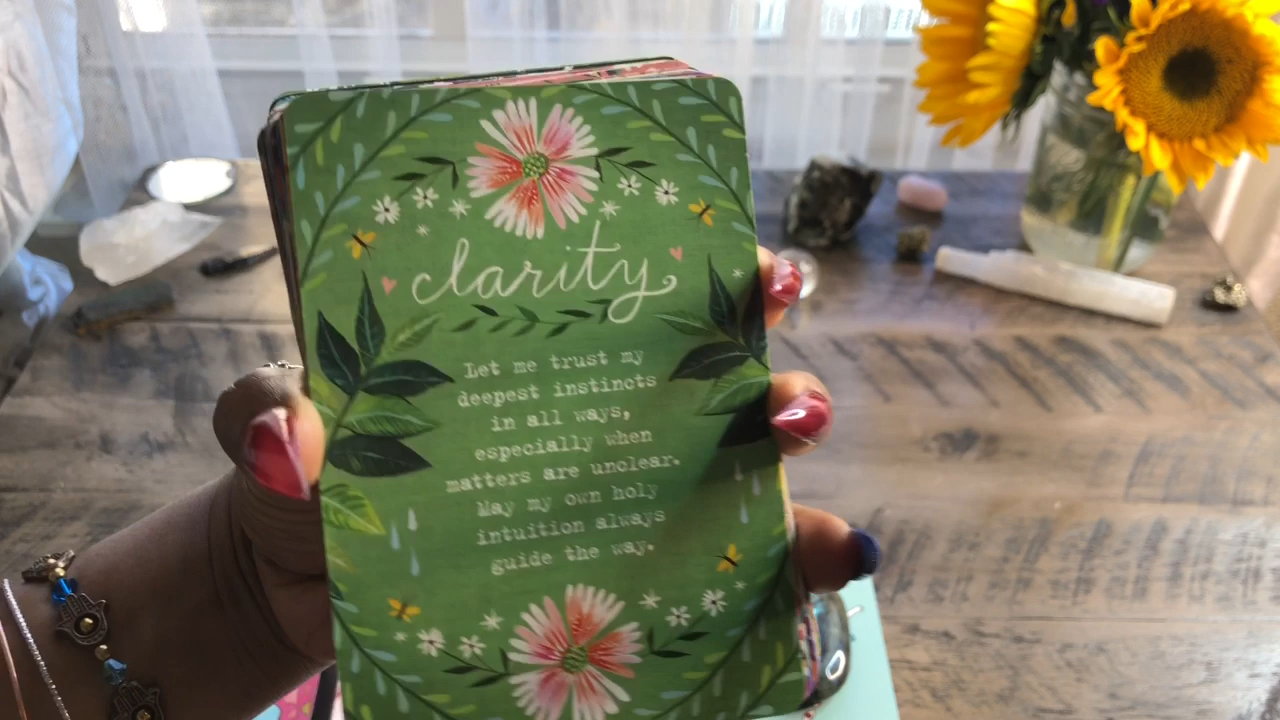 clarity
Let me trust my
deepest instincts
in all ways,
especially when
matters are unclear.
May my own holy
intuition always
guide the way.